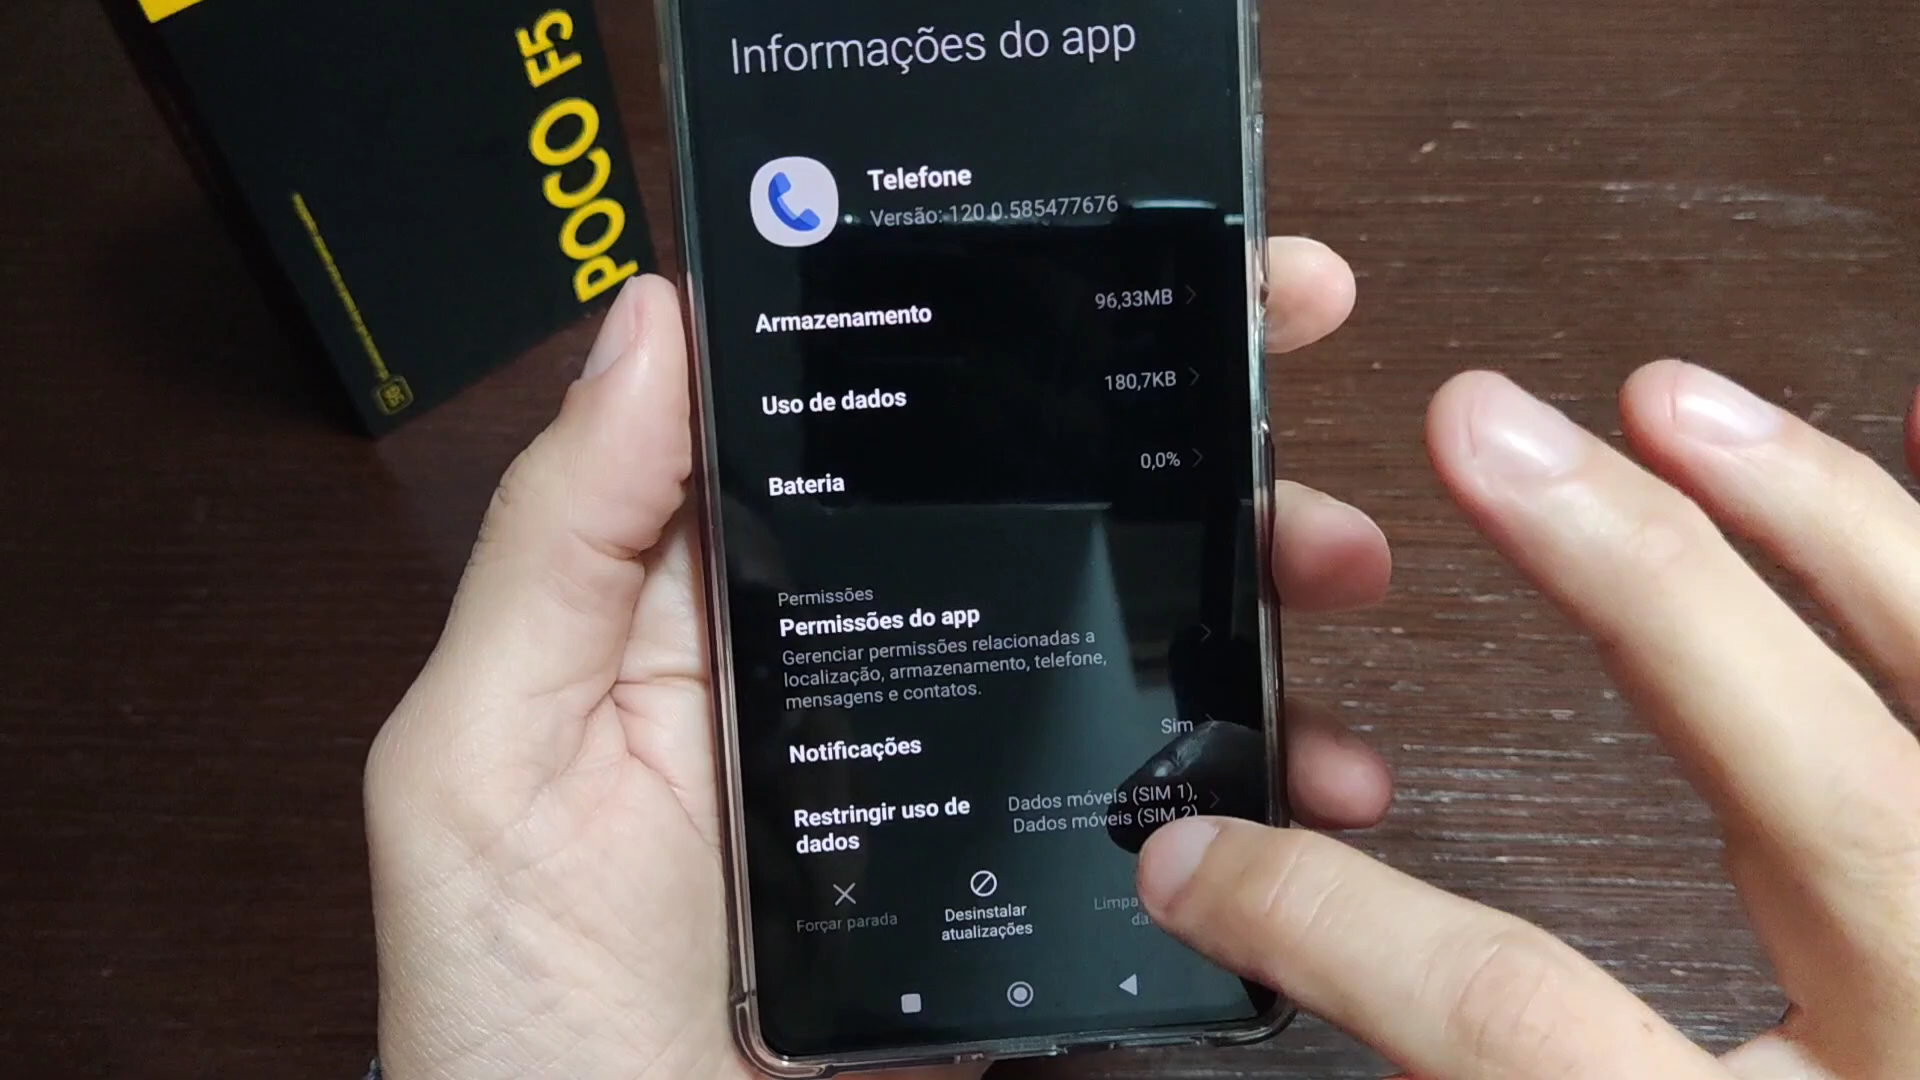 POCO F5
Informações do app
Telefone
Versão: 120.0.585477676
Armazenamento
96,33MB
Uso de dados
180,7KB
Bateria
0,0%
Permissões
Permissões do app
Gerenciar permissões relacionadas a
localização, armazenamento, telefone,
mensagens e contatos.
Notificações
Sim
Restringir uso de
dados
Dados móveis (SIM 1),
Dados móveis (SIM 2)
Forçar parada
Desinstalar
atualizações